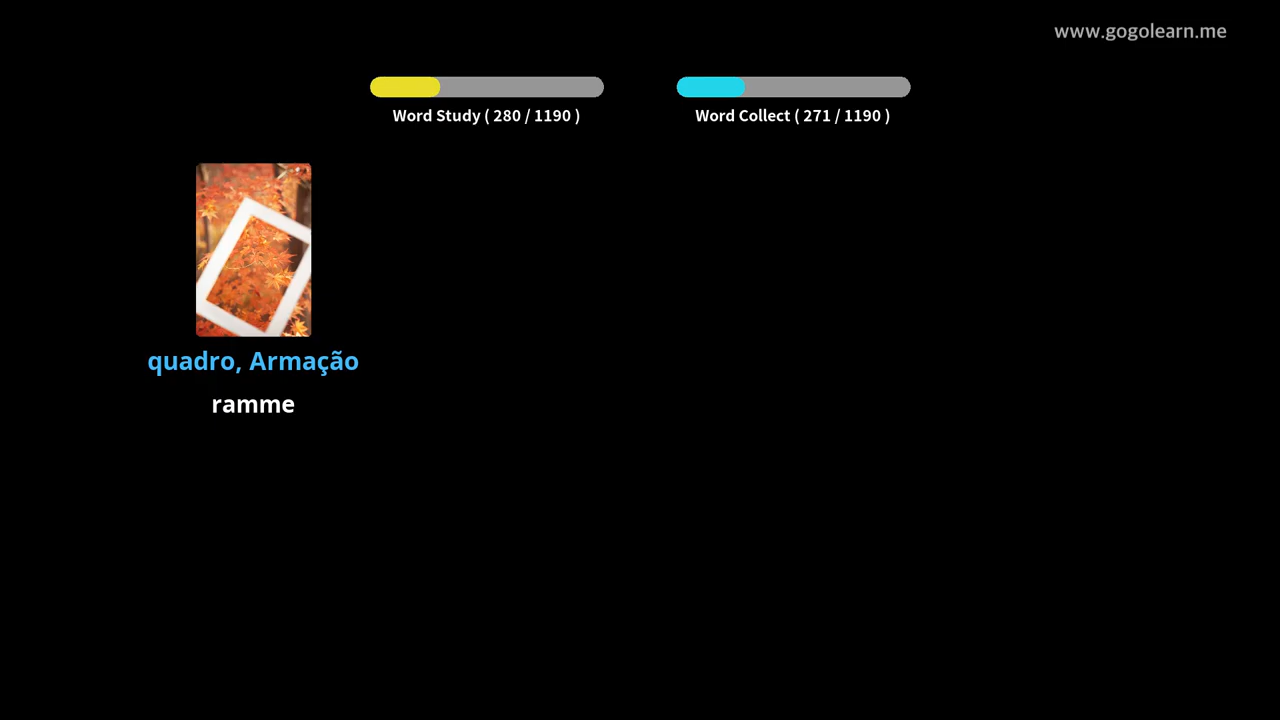 www.gogolearn.me
Word Study ( 280 / 1190 )
Word Collect ( 271 / 1190 )
quadro, Armação
ramme